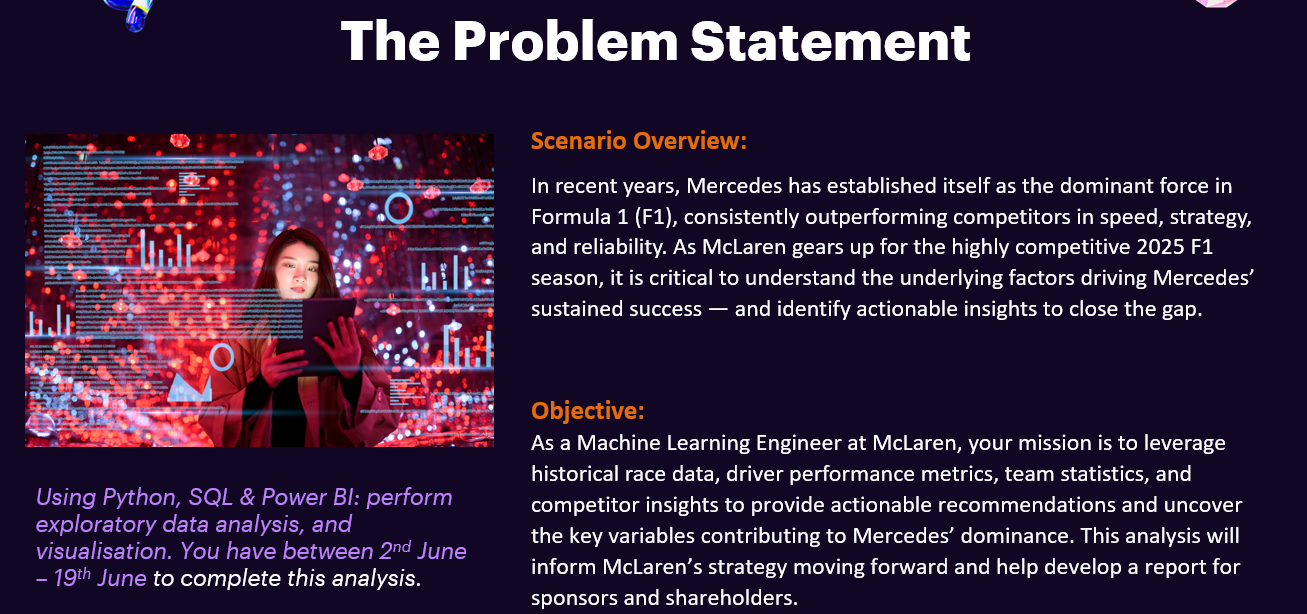 The Problem Statement
Scenario Overview:
In recent years, Mercedes has established itself as the dominant force in
Formula 1 (F1), consistently outperforming competitors in speed, strategy,
and reliability. As McLaren gears up for the highly competitive 2025 F1
season, it is critical to understand the underlying factors driving Mercedes’
sustained success — and identify actionable insights to close the gap.
Objective:
As a Machine Learning Engineer at McLaren, your mission is to leverage
historical race data, driver performance metrics, team statistics, and
competitor insights to provide actionable recommendations and uncover
the key variables contributing to Mercedes’ dominance. This analysis will
inform McLaren’s strategy moving forward and help develop a report for
sponsors and shareholders.
Using Python, SQL & Power BI: perform
exploratory data analysis, and
visualisation. You have between 2nd June
– 19th June to complete this analysis.